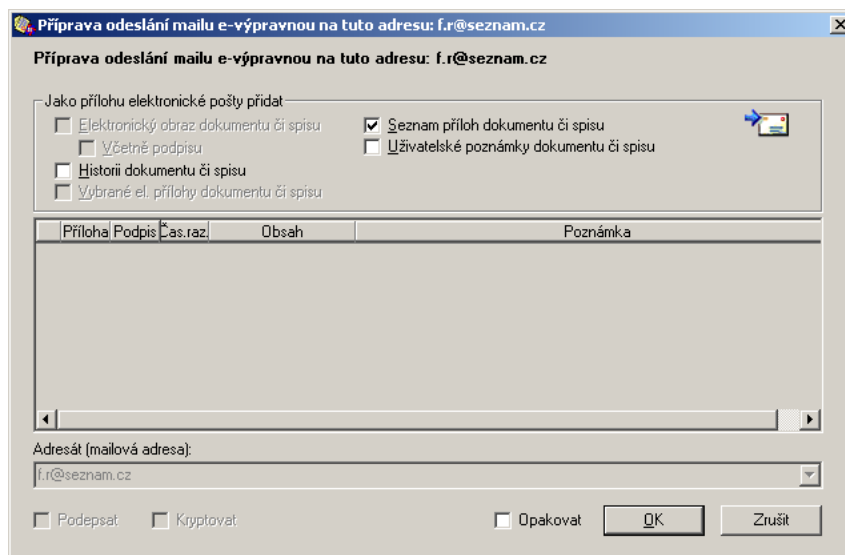 Příprava odeslání mailu e-výpravnou na tuto adresu: f.r@seznam.cz
Příprava odeslání mailu e-výpravnou na tuto adresu: f.r@seznam.cz
Jako přílohu elektronické pošty přidat
Elektronický obraz dokumentu či spisu
Seznam příloh dokumentu či spisu
Včetně podpisu
Uživatelské poznámky dokumentu či spisu
Historii dokumentu či spisu
Vybrané el. přílohy dokumentu či spisu
Příloha Podpis Čas.raz. Obsah Poznámka
Adresát (mailová adresa):
f.r@seznam.cz
Podepsat Kryptovat Opakovat OK Zrušit